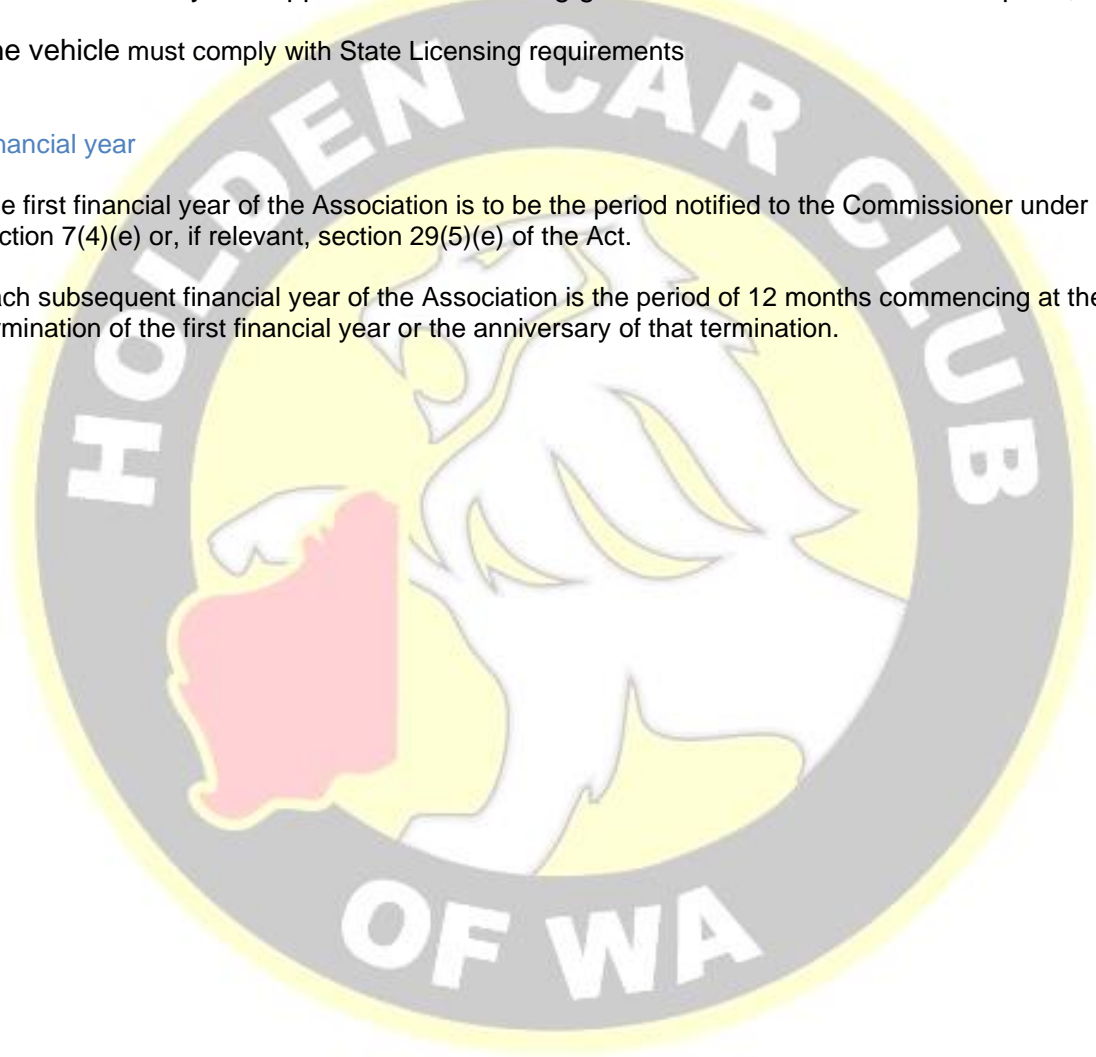 he vehicle must comply with State Licensing requirements
nancial year
e first financial year of the Association is to be the period notified to the Commissioner under
ction 7(4)(e) or, if relevant, section 29(5)(e) of the Act.
ach subsequent financial year of the Association is the period of 12 months commencing at the
rmination of the first financial year or the anniversary of that termination.
HOLDEN CAR CLUB
OF WA